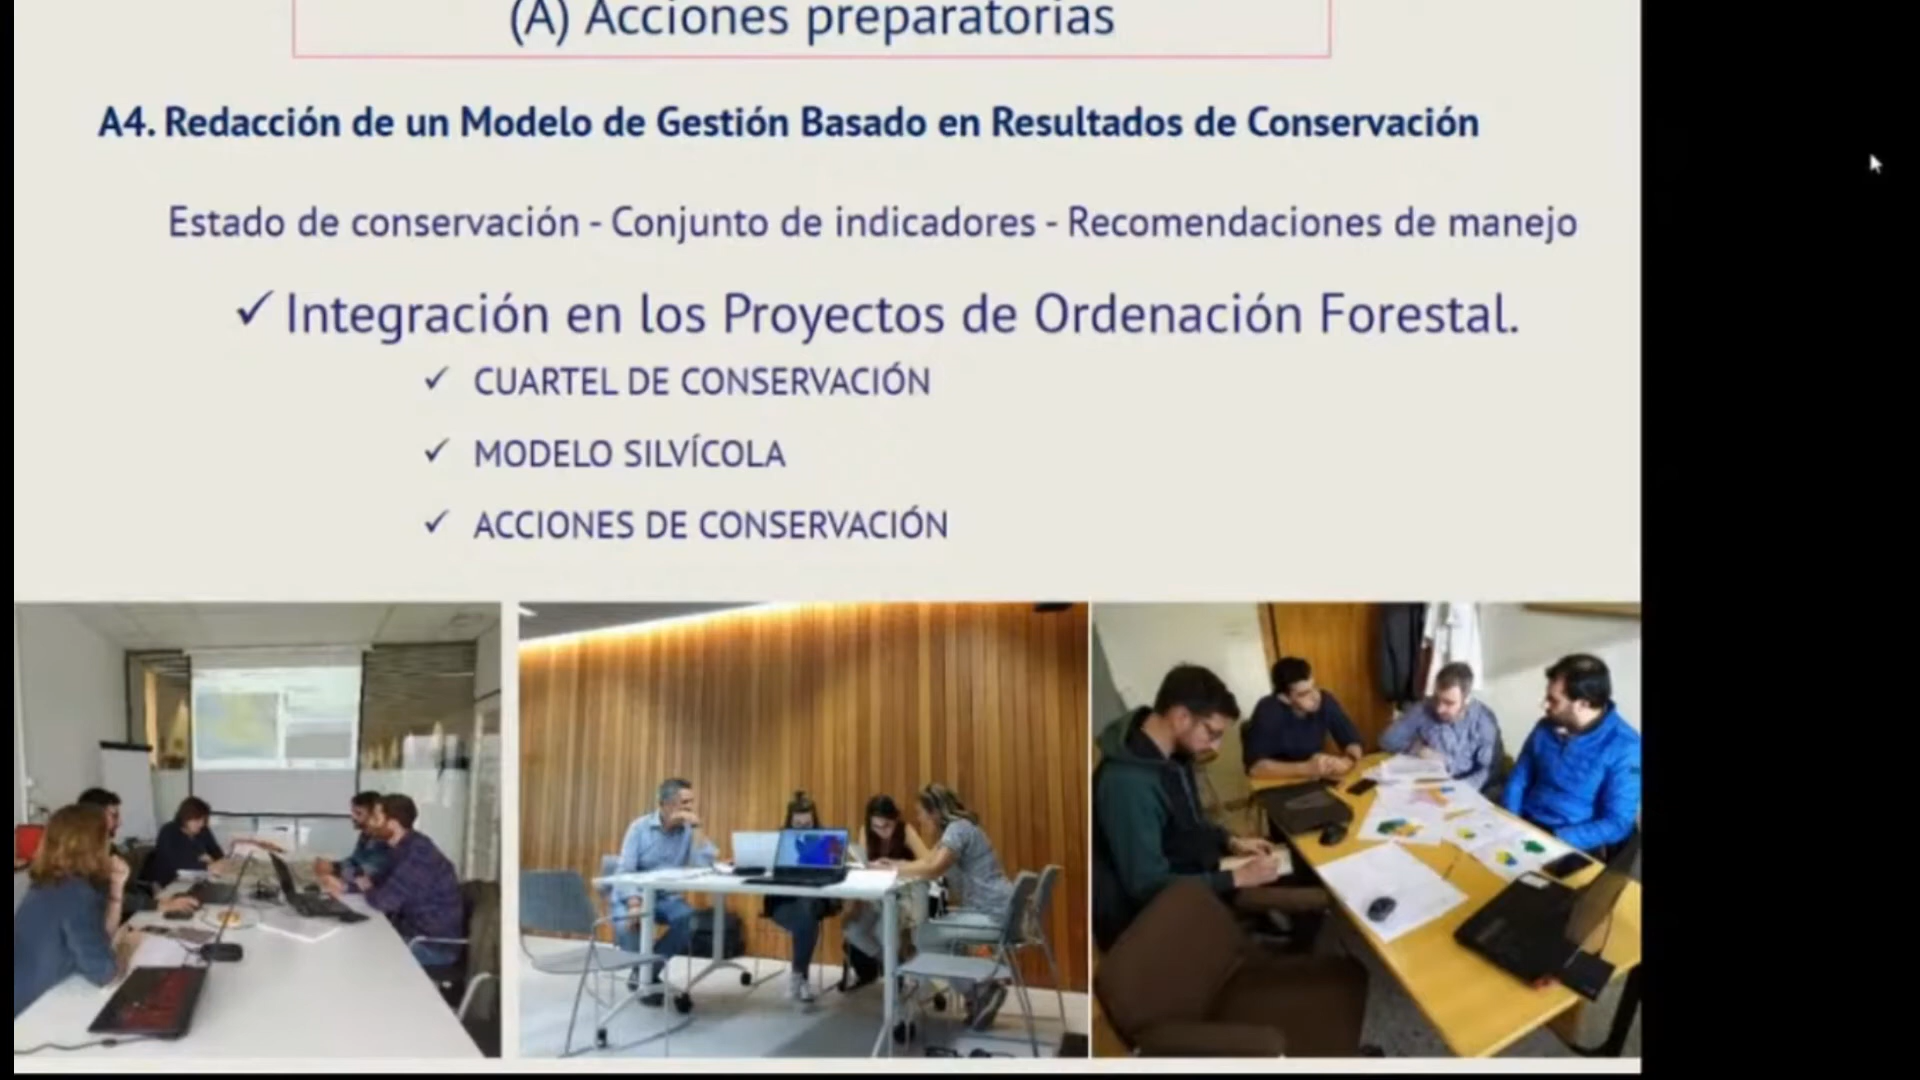 (A) Acciones preparatorias
A4. Redacción de un Modelo de Gestión Basado en Resultados de Conservación
Estado de conservación - Conjunto de indicadores - Recomendaciones de manejo
✓ Integración en los Proyectos de Ordenación Forestal.
✓ CUARTEL DE CONSERVACIÓN
✓ MODELO SILVÍCOLA
✓ ACCIONES DE CONSERVACIÓN